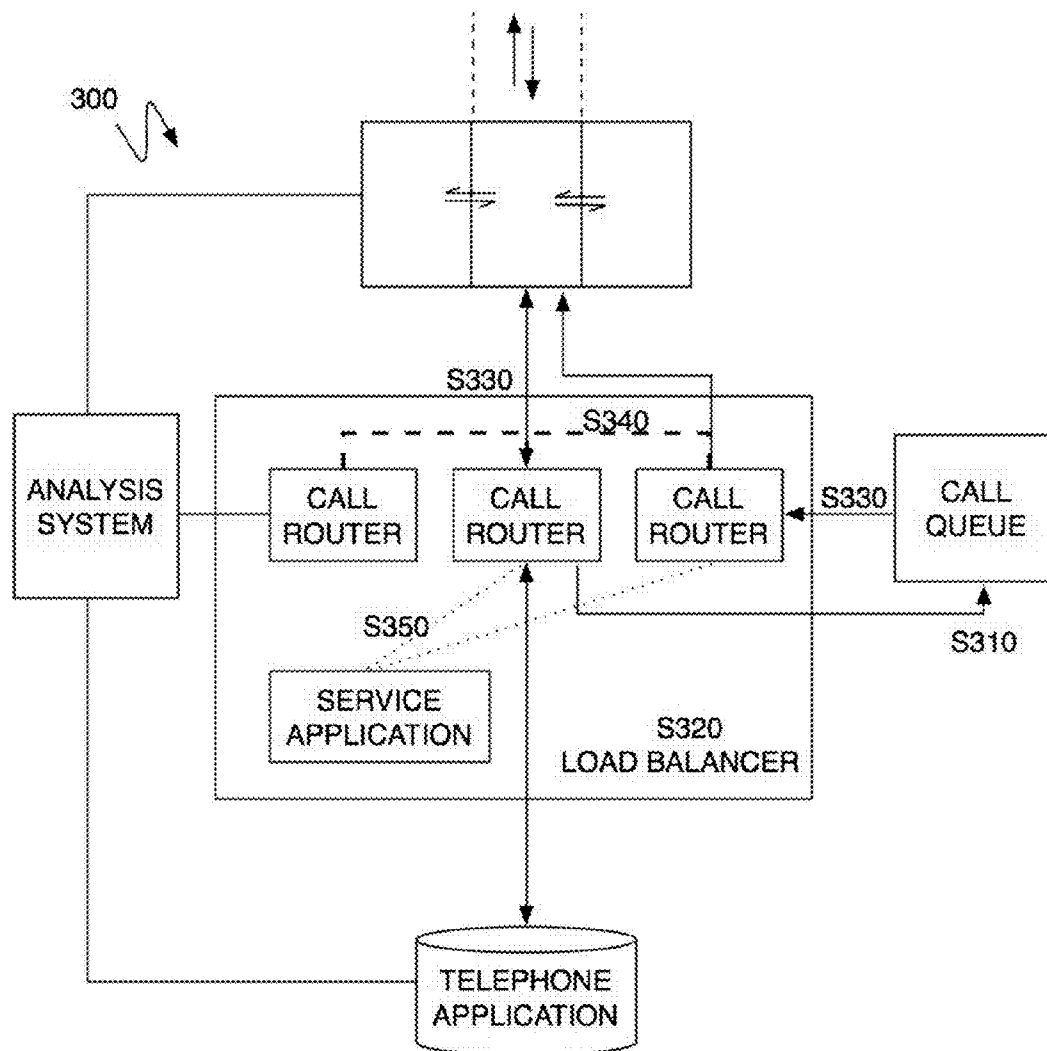 300
S330
S340
ANALYSIS
SYSTEM
CALL
ROUTER
CALL
ROUTER
CALL
ROUTER
S330
CALL
QUEUE
S350
S310
SERVICE
APPLICATION
S320
LOAD BALANCER
TELEPHONE
APPLICATION